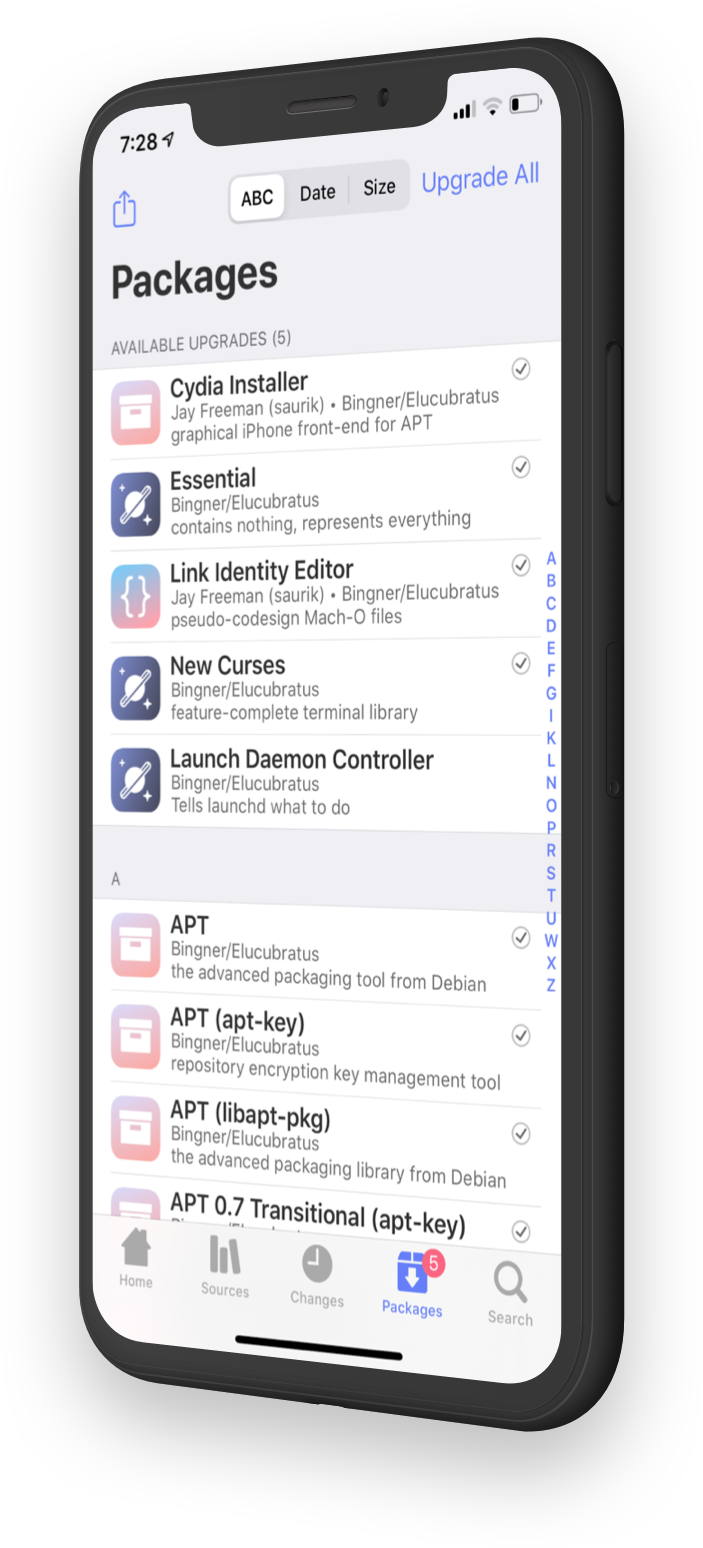 7:28
ABC
Date
Size
Upgrade All
Packages
AVAILABLE UPGRADES (5)
Cydia Installer
Jay Freeman (saurik) • Bingner/Elucubratus
graphical iPhone front-end for APT
Essential
Bingner/Elucubratus
contains nothing, represents everything
Link Identity Editor
Jay Freeman (saurik) • Bingner/Elucubratus
pseudo-codesign Mach-O files
New Curses
Bingner/Elucubratus
feature-complete terminal library
Launch Daemon Controller
Bingner/Elucubratus
Tells launchd what to do
A
APT
Bingner/Elucubratus
the advanced packaging tool from Debian
APT (apt-key)
Bingner/Elucubratus
repository encryption key management tool
APT (libapt-pkg)
Bingner/Elucubratus
the advanced packaging library from Debian
APT 0.7 Transitional (apt-key)
A
B
C
D
E
F
G
I
K
L
N
O
P
R
S
T
U
W
X
Z
Home
Sources
Changes
5
Packages
Search